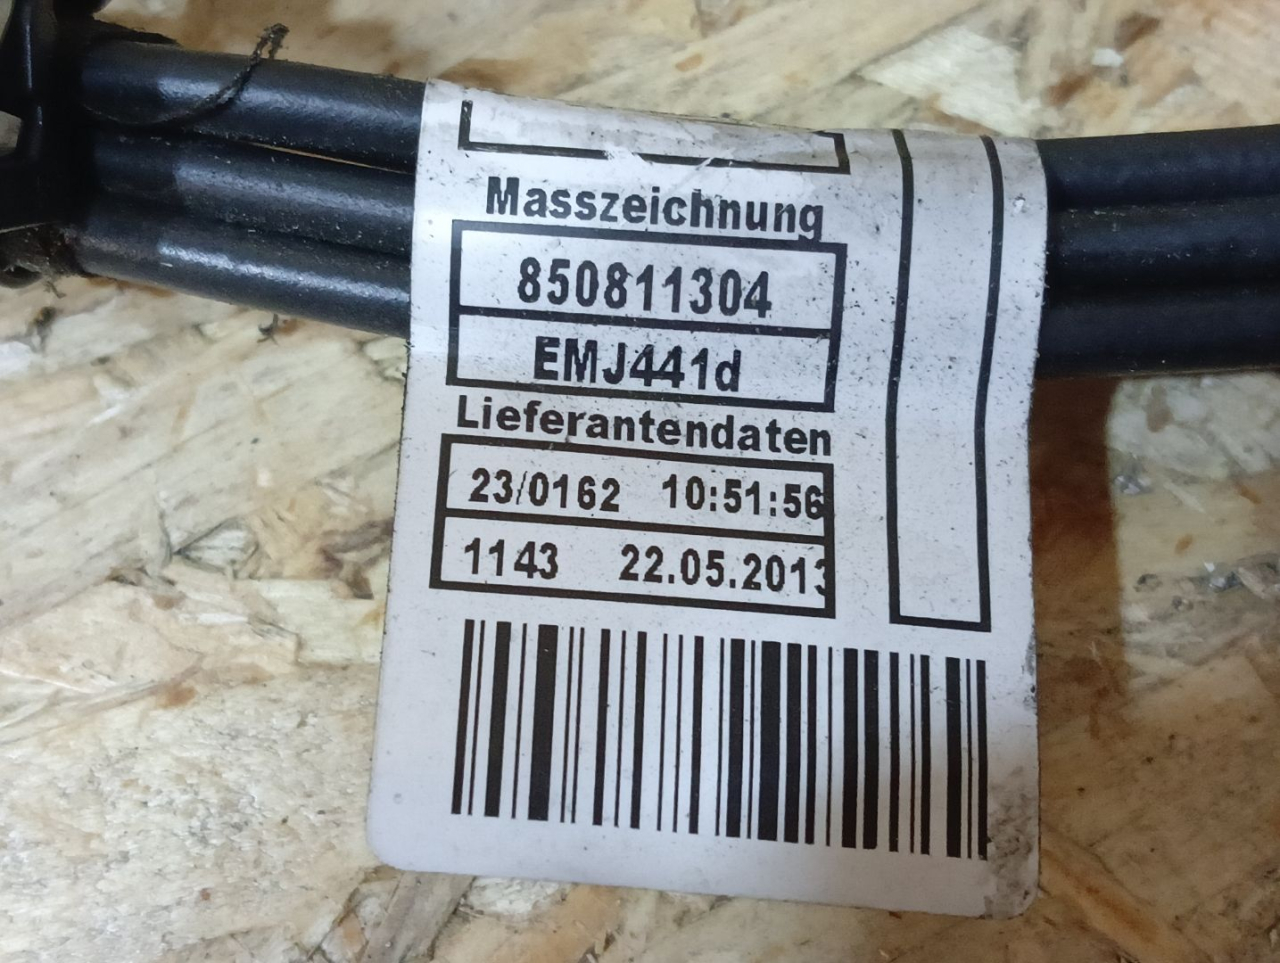 Masszeichnung
850811304
EMJ441d
Lieferantendaten
23/0162 10:51:56
1143 22.05.2013